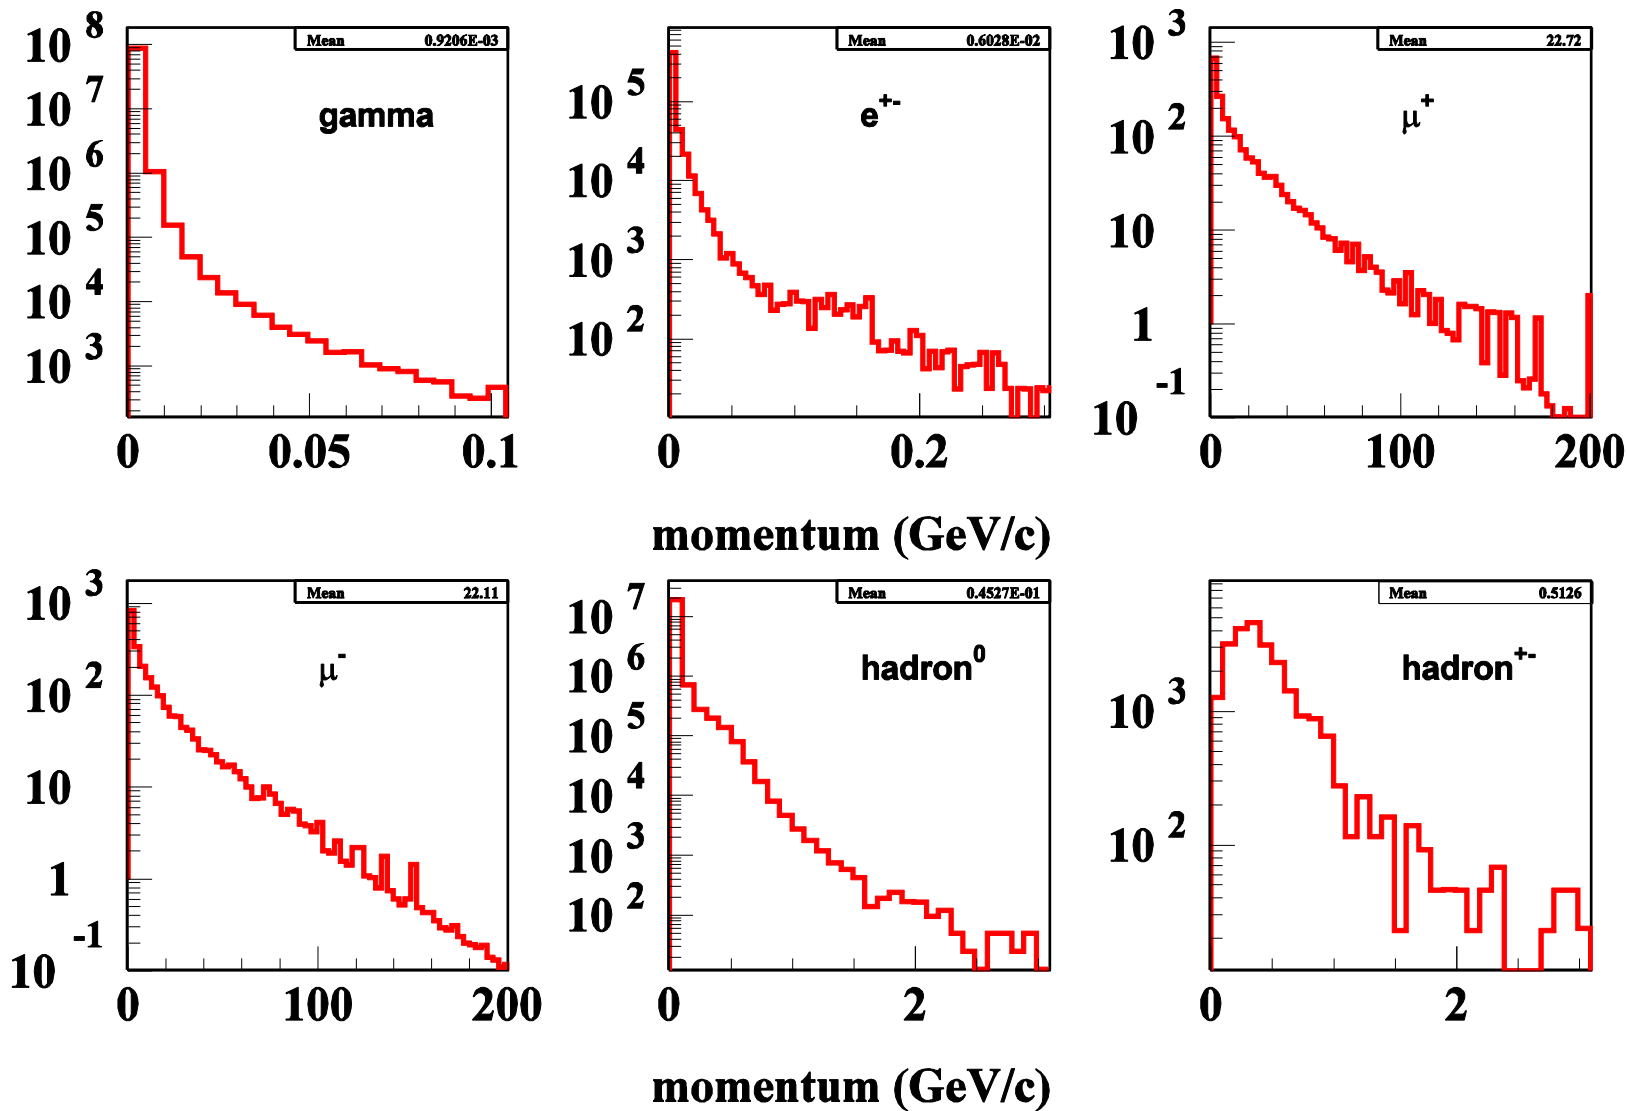 Mean 0.9206E-03
gamma
10 8
10 7
10 6
10 5
10 4
10 3
0 0.05 0.1
Mean 0.6028E-02
e+-
10 5
10 4
10 3
10 2
0 0.2
Mean 22.72
μ+
10 3
10 2
10
1
10 -1
0 100 200
momentum (GeV/c)
Mean 22.11
μ-
10 3
10 2
10
1
10 -1
0 100 200
Mean 0.4527E-01
hadron0
10 7
10 6
10 5
10 4
10 3
10 2
0 2
Mean 0.5126
hadron+-
10 3
10 2
0 2
momentum (GeV/c)